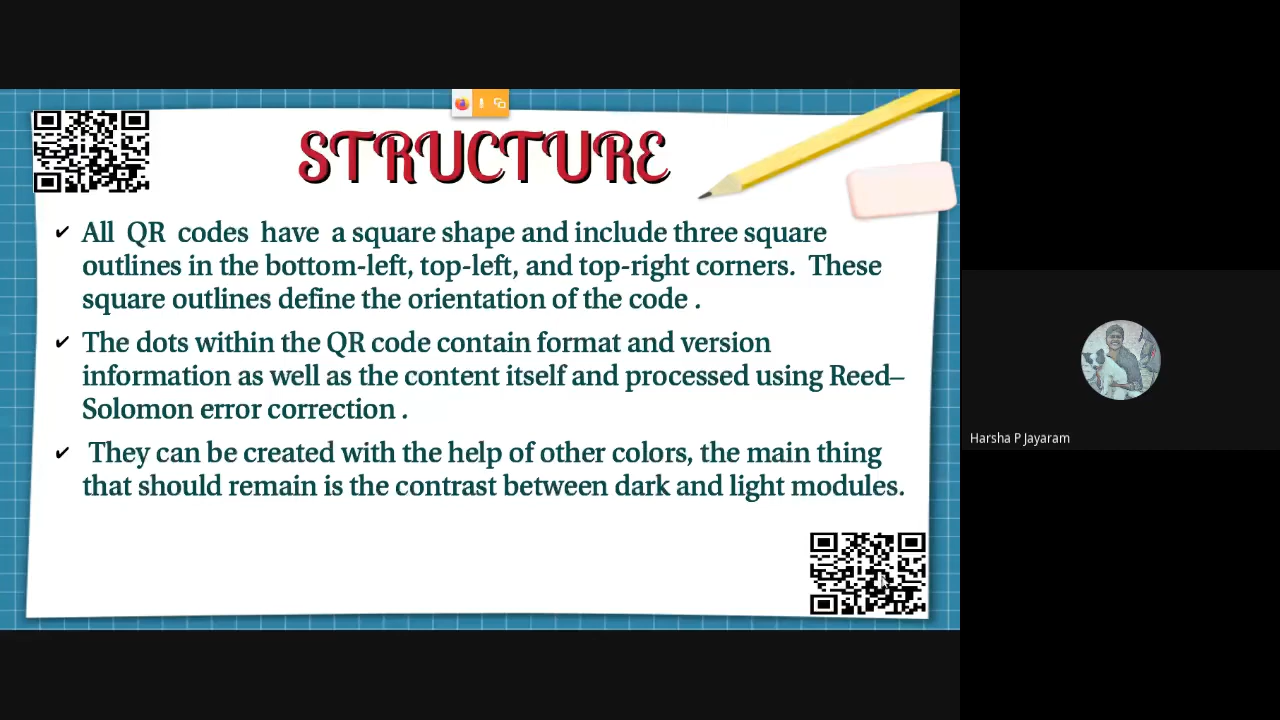 STRUCTURE
✔ All QR codes have a square shape and include three square
outlines in the bottom-left, top-left, and top-right corners. These
square outlines define the orientation of the code .
✔ The dots within the QR code contain format and version
information as well as the content itself and processed using Reed–
Solomon error correction .
✔ They can be created with the help of other colors, the main thing
that should remain is the contrast between dark and light modules.
Harsha P Jayaram